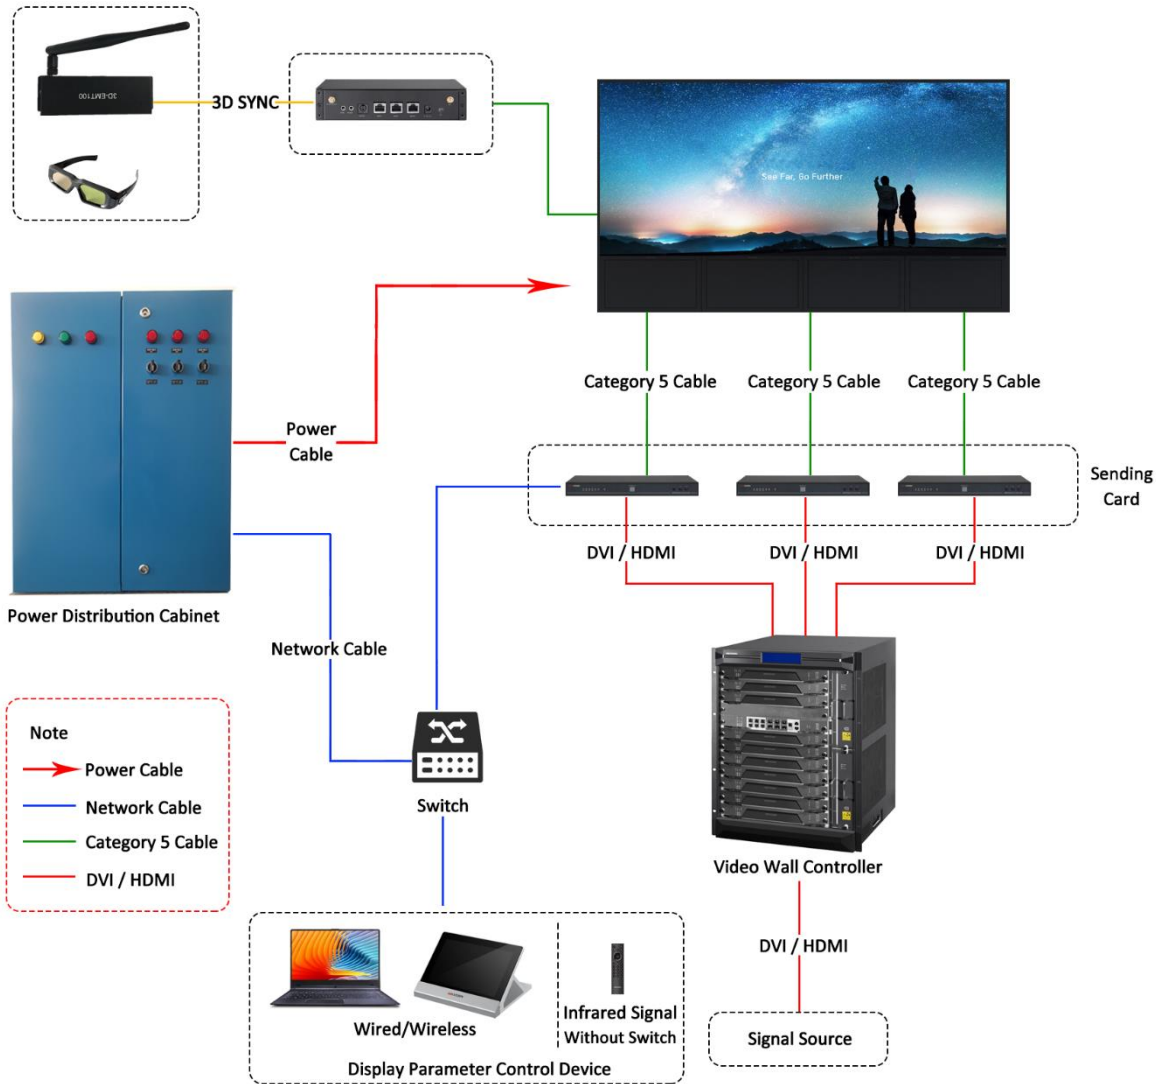 3D-EMT100
3D SYNC
See Far, Go Further
Category 5 Cable
Category 5 Cable
Category 5 Cable
Power
Cable
Sending
Card
DVI / HDMI
DVI / HDMI
DVI / HDMI
Power Distribution Cabinet
Network Cable
Note
Power Cable
Network Cable
Category 5 Cable
DVI / HDMI
Switch
Video Wall Controller
DVI / HDMI
Infrared Signal
Without Switch
Wired/Wireless
Display Parameter Control Device
Signal Source